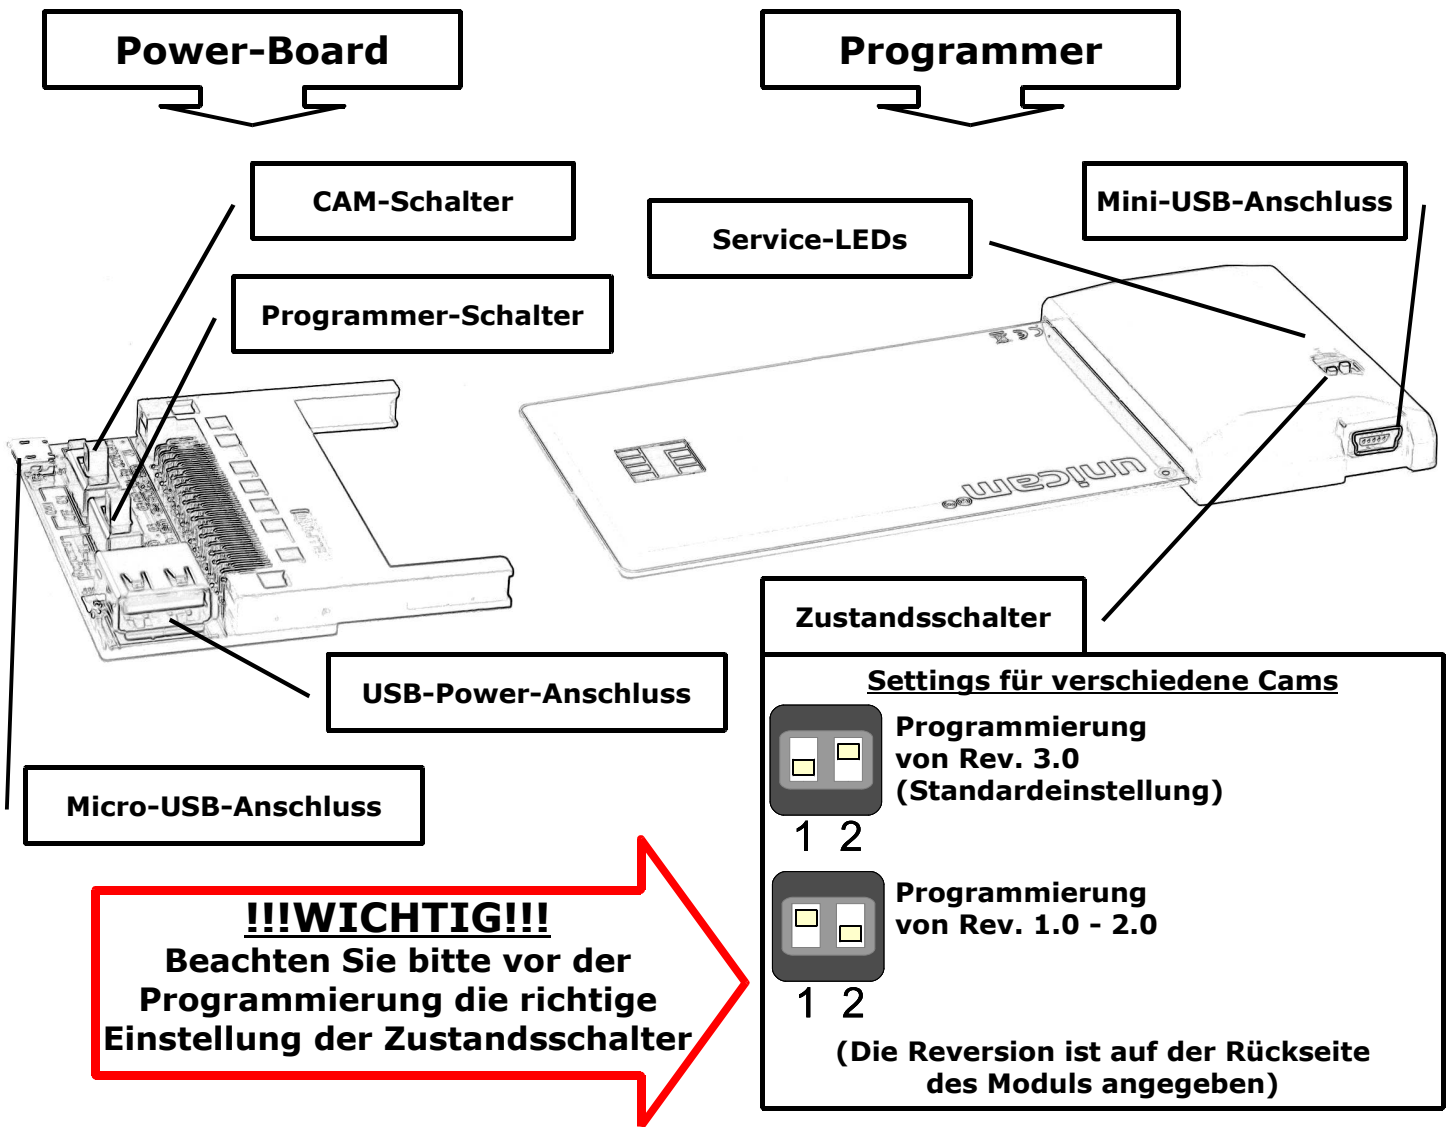 Power-Board
Programmer
CAM-Schalter
Programmer-Schalter
Service-LEDs
Mini-USB-Anschluss
unicam
Zustandsschalter
USB-Power-Anschluss
Micro-USB-Anschluss
Settings für verschiedene Cams
Programmierung
von Rev. 3.0
(Standardeinstellung)
1 2
Programmierung
von Rev. 1.0 - 2.0
1 2
(Die Reversion ist auf der Rückseite
des Moduls angegeben)
!!!WICHTIG!!!
Beachten Sie bitte vor der
Programmierung die richtige
Einstellung der Zustandsschalter